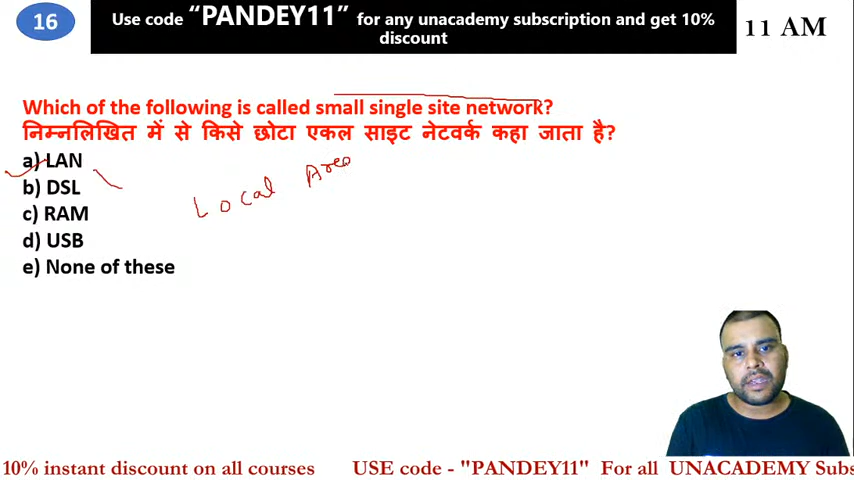 16
Use code “PANDEY11” for any unacademy subscription and get 10%
discount
11 AM
Which of the following is called small single site network?
निम्नलिखित में से किसे छोटा एकल साइट नेटवर्क कहा जाता है?
a) LAN
b) DSL
c) RAM
d) USB
e) None of these
Local Area
10% instant discount on all courses
USE code - "PANDEY11" For all UNACADEMY Subs